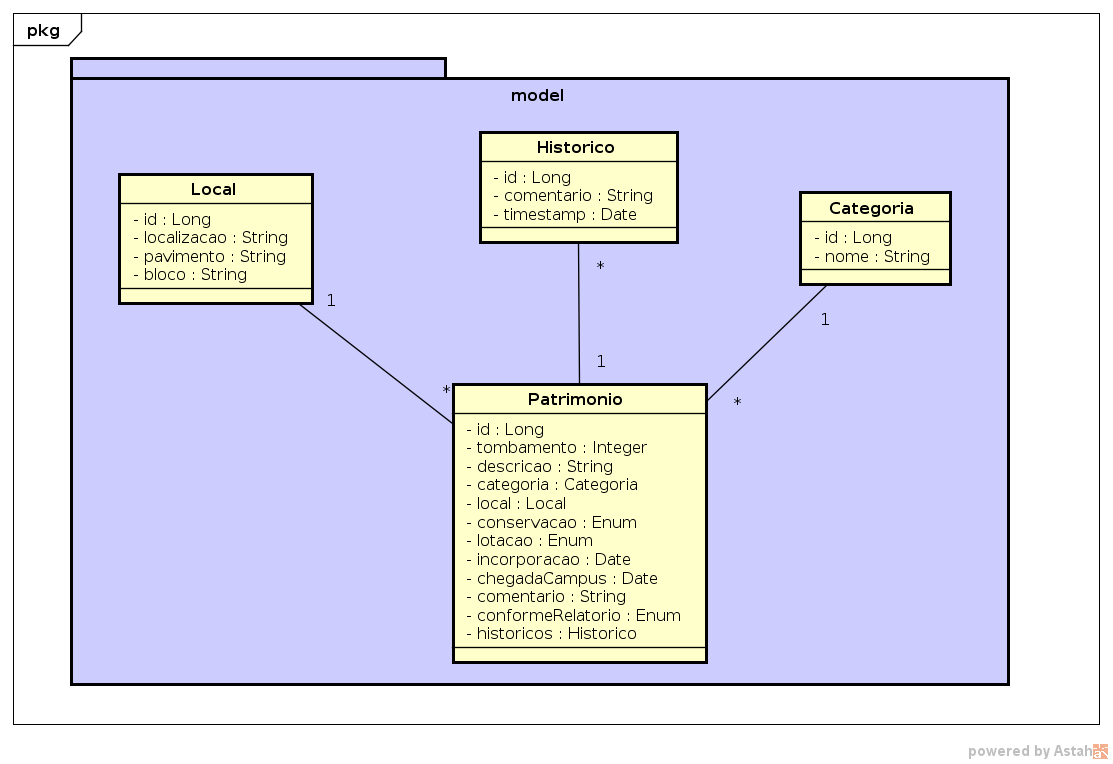 pkg
model
Historico
- id : Long
- comentario : String
- timestamp : Date
Local
- id : Long
- localizacao : String
- pavimento : String
- bloco : String
Categoria
- id : Long
- nome : String
*
1
1
1
*
*
Patrimonio
- id : Long
- tombamento : Integer
- descricao : String
- categoria : Categoria
- local : Local
- conservacao : Enum
- lotacao : Enum
- incorporacao : Date
- chegadaCampus : Date
- comentario : String
- conformeRelatorio : Enum
- historicos : Historico
powered by Astah